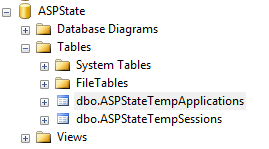 ASPState
Database Diagrams
Tables
System Tables
FileTables
dbo.ASPStateTempApplications
dbo.ASPStateTempSessions
Views